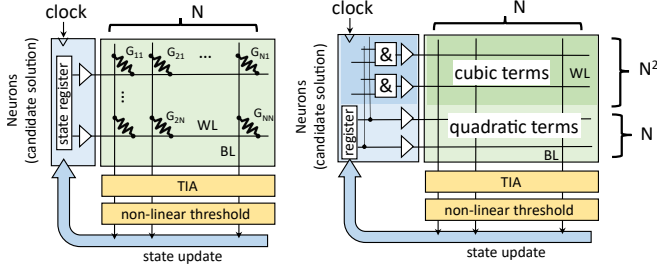 clock
N
Neurons
(candidate solution)
state register
G11
G21
...
GN1
...
G2N
WL
GNN
BL
TIA
non-linear threshold
state update
clock
N
Neurons
(candidate solution)
register
&
&
cubic terms
WL
N²
quadratic terms
N
BL
TIA
non-linear threshold
state update